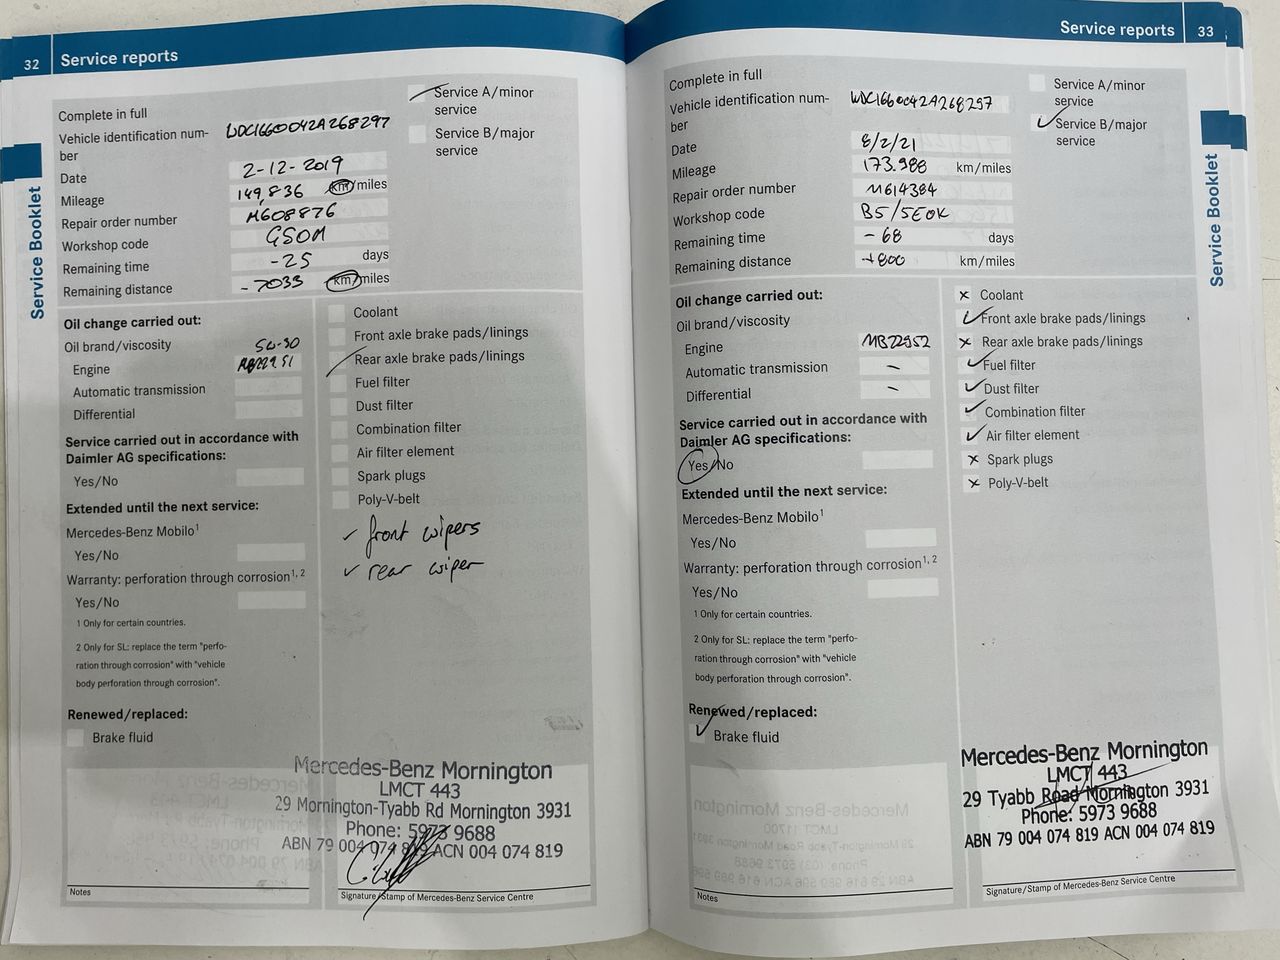 32 Service reports
Service Booklet
Complete in full
Vehicle identification num-
ber WDC1660042A268297
Date 2-12-2019
Mileage 149,836 km/miles
Repair order number M608876
Workshop code GSOM
Remaining time -25 days
Remaining distance -7033 km/miles
Service A/minor
service
Service B/major
service
Oil change carried out:
Oil brand/viscosity 5W-30
Engine MB229.51
Automatic transmission
Differential
Service carried out in accordance with
Daimler AG specifications:
Yes/No
Extended until the next service:
Mercedes-Benz Mobilo1
Yes/No
Warranty: perforation through corrosion1, 2
Yes/No
1 Only for certain countries.
2 Only for SL: replace the term "perfo-
ration through corrosion" with "vehicle
body perforation through corrosion".
Renewed/replaced:
Brake fluid
Coolant
Front axle brake pads/linings
Rear axle brake pads/linings
Fuel filter
Dust filter
Combination filter
Air filter element
Spark plugs
Poly-V-belt
✓ front wipers
✓ rear wiper
Mercedes-Benz Mornington
LMCT 443
29 Mornington-Tyabb Rd Mornington 3931
Phone: 5973 9688
ABN 79 004 074 819 ACN 004 074 819
Notes
Signature/Stamp of Mercedes-Benz Service Centre
Service reports 33
Service Booklet
Complete in full
Vehicle identification num-
ber WDC1660042A268297
Date 8/2/21
Mileage 173.988 km/miles
Repair order number M614384
Workshop code B5/5E0K
Remaining time -68 days
Remaining distance +800 km/miles
Service A/minor
service
✓ Service B/major
service
Oil change carried out:
Oil brand/viscosity
Engine MB22952
Automatic transmission -
Differential -
Service carried out in accordance with
Daimler AG specifications:
Yes/No
Extended until the next service:
Mercedes-Benz Mobilo1
Yes/No
Warranty: perforation through corrosion1, 2
Yes/No
1 Only for certain countries.
2 Only for SL: replace the term "perfo-
ration through corrosion" with "vehicle
body perforation through corrosion".
Renewed/replaced:
✓ Brake fluid
x Coolant
✓ Front axle brake pads/linings
x Rear axle brake pads/linings
✓ Fuel filter
✓ Dust filter
✓ Combination filter
✓ Air filter element
x Spark plugs
x Poly-V-belt
Mercedes-Benz Mornington
LMCT 443
29 Tyabb Road Mornington 3931
Phone: 5973 9688
ABN 79 004 074 819 ACN 004 074 819
Notes
Signature/Stamp of Mercedes-Benz Service Centre